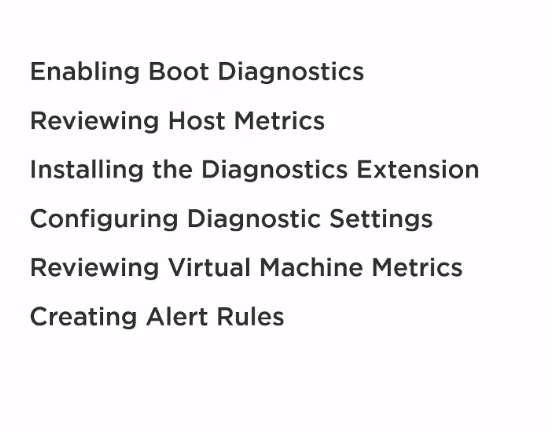 Enabling Boot Diagnostics
Reviewing Host Metrics
Installing the Diagnostics Extension
Configuring Diagnostic Settings
Reviewing Virtual Machine Metrics
Creating Alert Rules